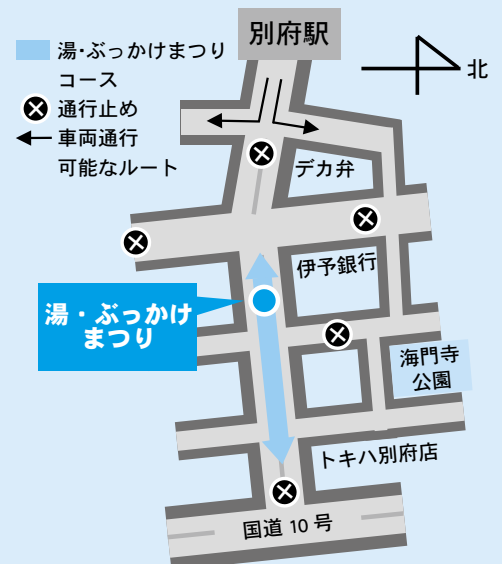 別府駅
湯・ぶっかけまつり
コース
通行止め
車両通行
可能なルート
北
デカ弁
伊予銀行
湯・ぶっかけ
まつり
海門寺
公園
トキハ別府店
国道 10 号